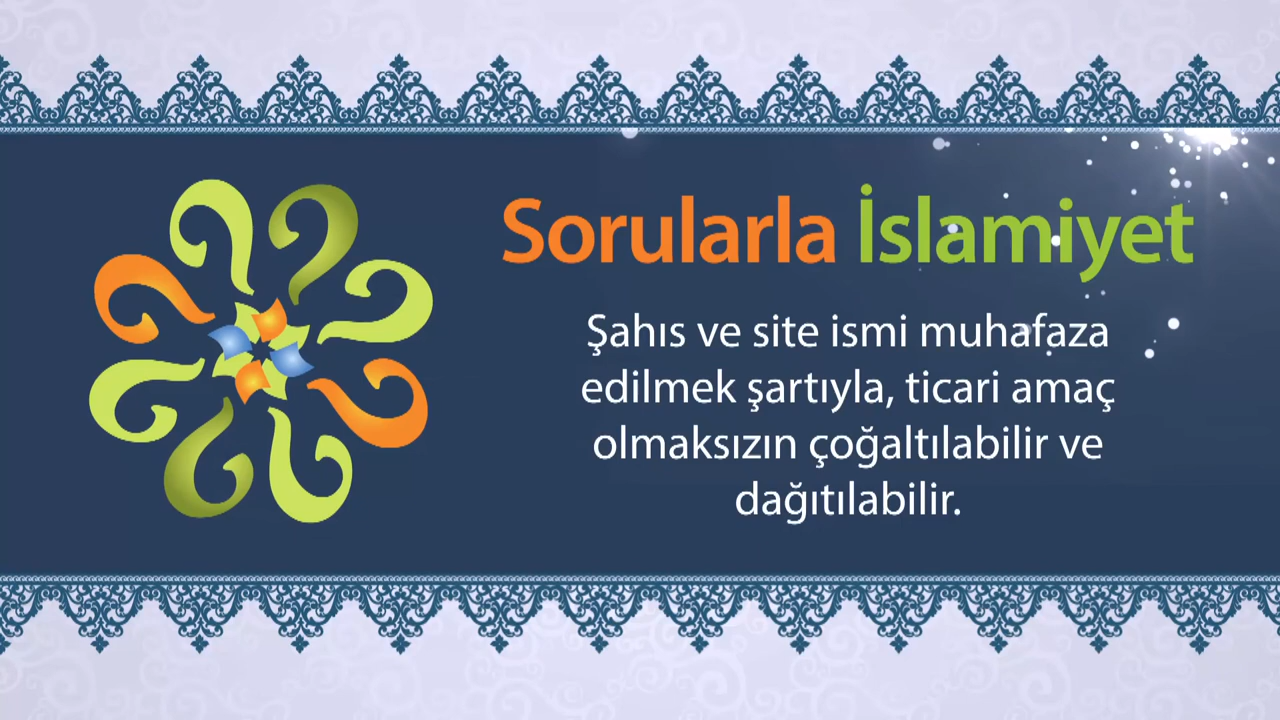 Sorularla İslamiyet
Şahıs ve site ismi muhafaza
edilmek şartıyla, ticari amaç
olmaksızın çoğaltılabilir ve
dağıtılabilir.